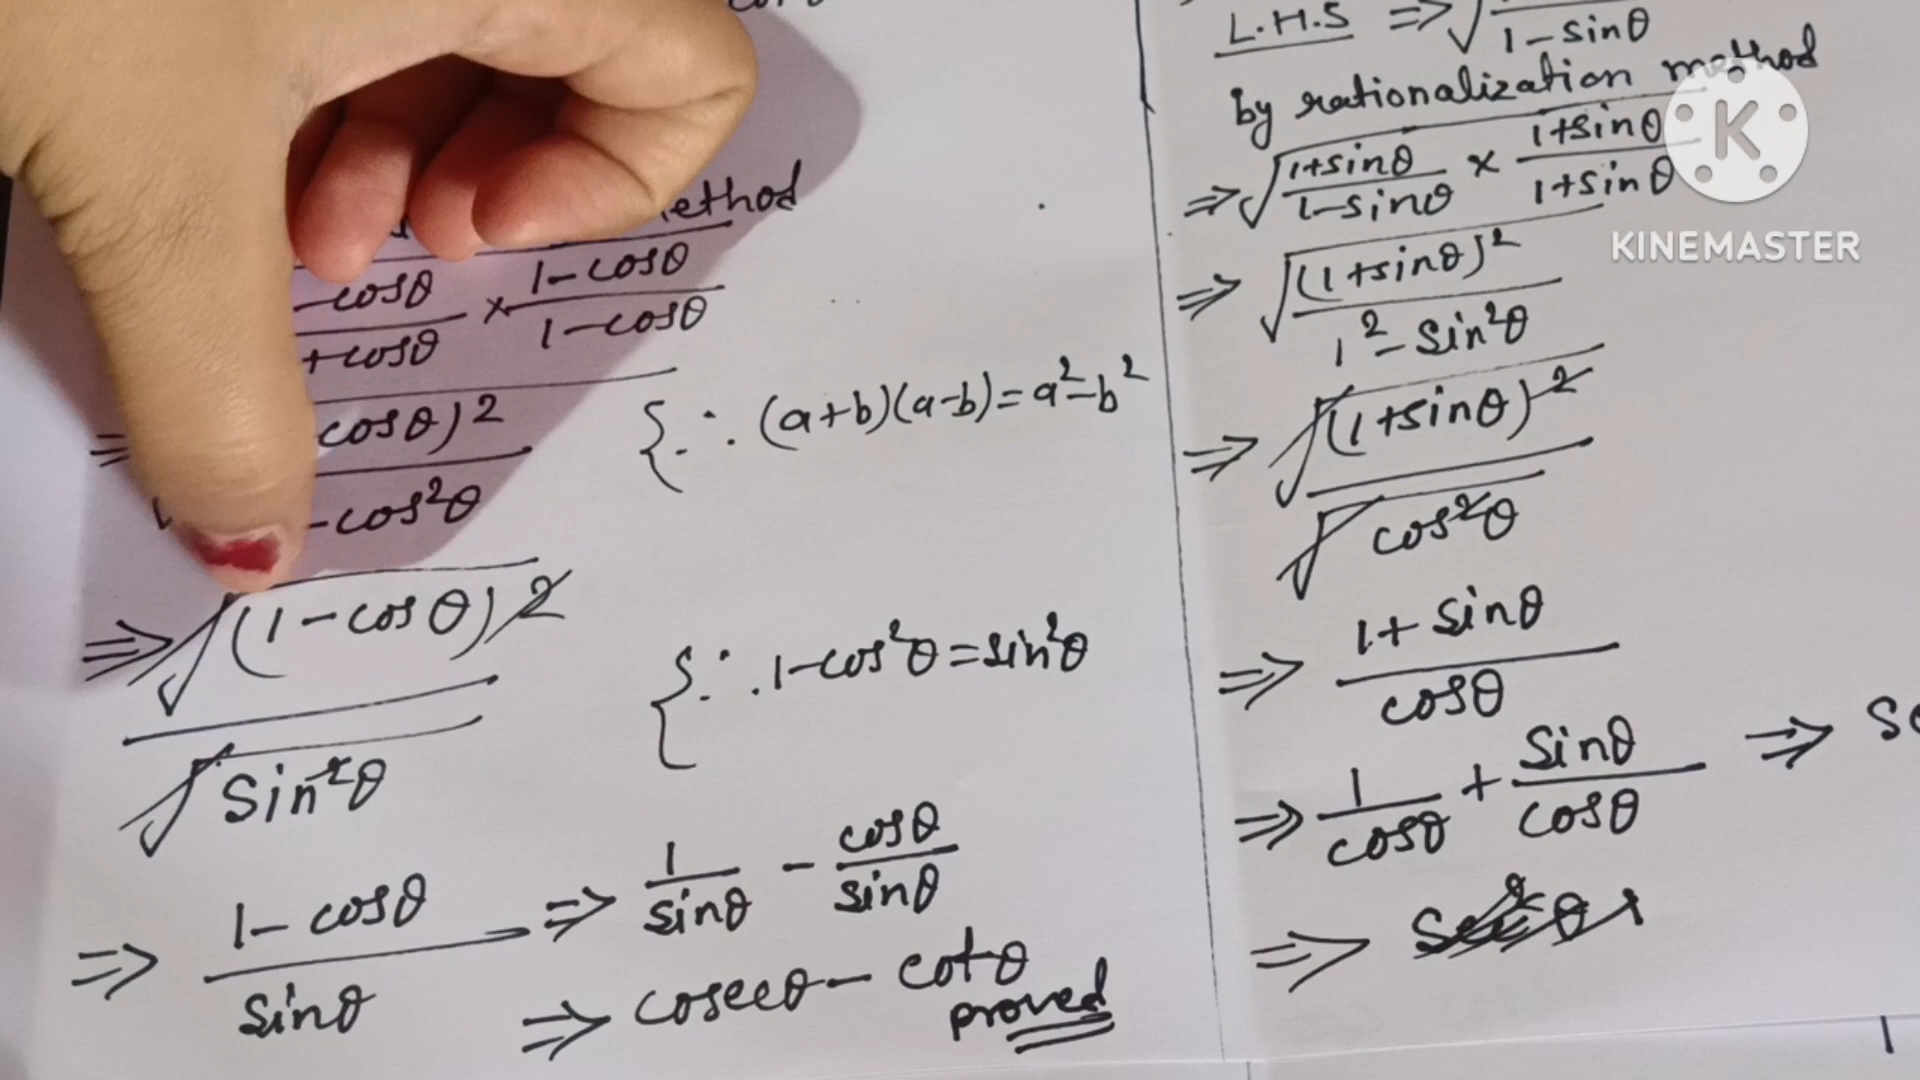 method
-cosθ/+cosθ × 1-cosθ/1-cosθ
cosθ)²/-cos²θ {∴ (a+b)(a-b)=a²-b²
⇒ √(1-cosθ)²/√sin²θ {∴ 1-cos²θ=sin²θ
⇒ 1-cosθ/sinθ ⇒ 1/sinθ - cosθ/sinθ
⇒ cosecθ-cotθ
proved
L.H.S ⇒ √ /1-sinθ
by rationalization method
⇒ √1+sinθ/1-sinθ × 1+sinθ/1+sinθ
⇒ √(1+sinθ)²/1²-sin²θ
⇒ √(1+sinθ)²/√cos²θ
⇒ 1+sinθ/cosθ
⇒ 1/cosθ + sinθ/cosθ ⇒
⇒
K
KINEMASTER